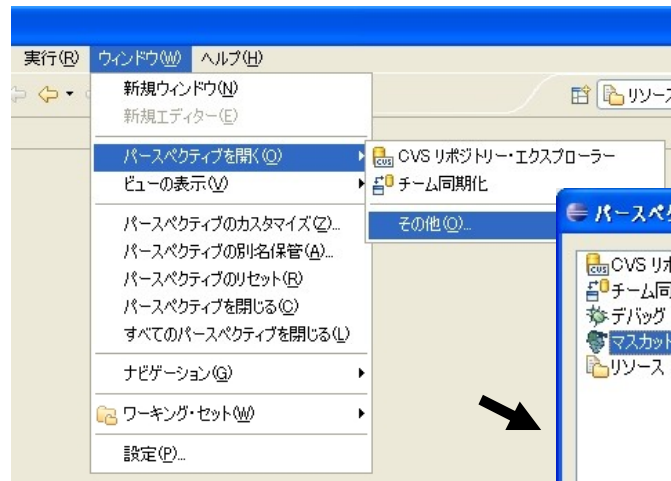 実行(R) ウィンドウ(W) ヘルプ(H)
新規ウィンドウ(N)
新規エディター(E)
リソース
パースペクティブを開く(O)
ビューの表示(V)
CVS リポジトリー・エクスプローラー
チーム同期化
その他(O)...
パースペクティブのカスタマイズ(Z)...
パースペクティブの別名保管(A)...
パースペクティブのリセット(R)
パースペクティブを閉じる(C)
すべてのパースペクティブを閉じる(L)
ナビゲーション(G)
ワーキング・セット(W)
設定(P)...
パースペク
CVS リポ
チーム同
デバッグ
マスカット
リソース